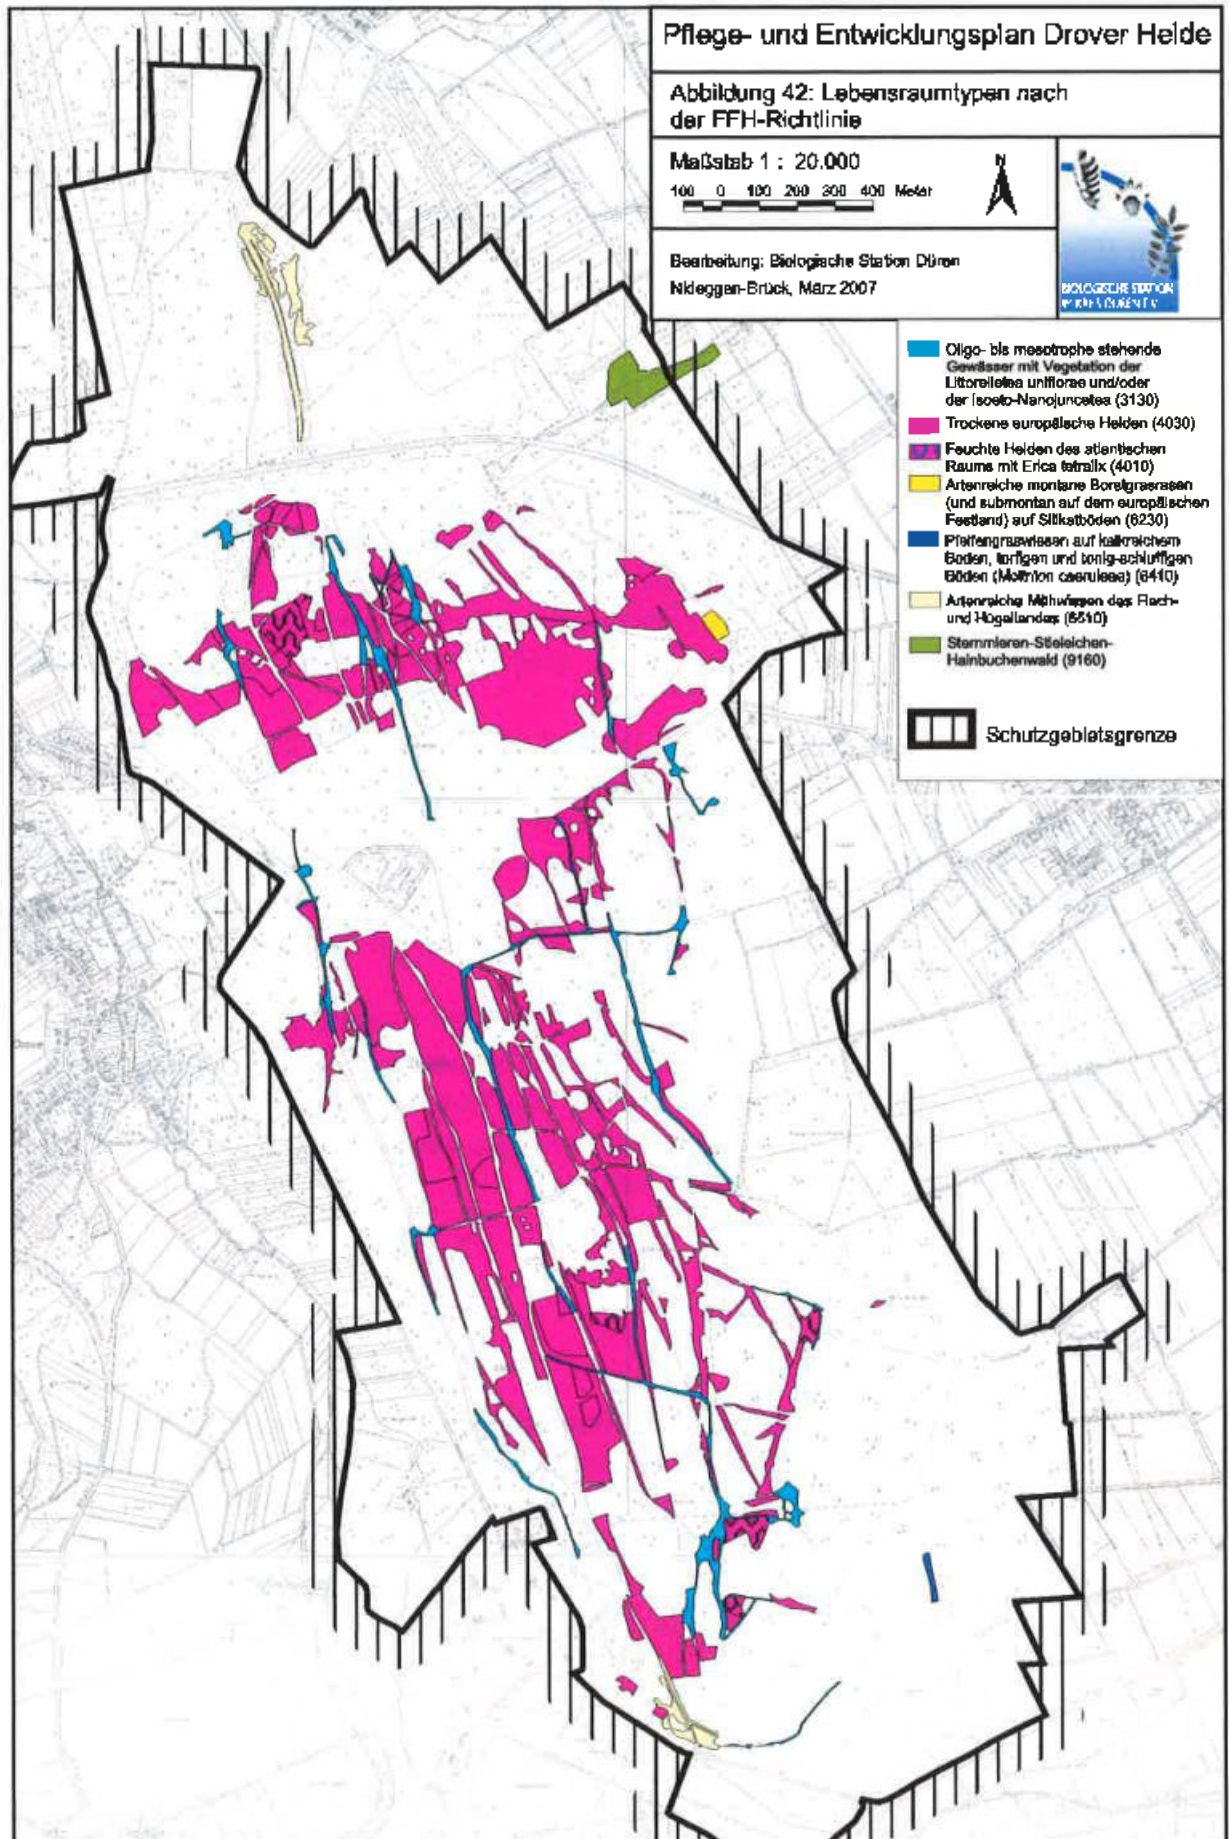 Pflege- und Entwicklungsplan Drover Heide
Abbildung 42: Lebensraumtypen nach
der FFH-Richtlinie
Maßstab 1 : 20.000
N
100 0 100 200 300 400 Meter
Bearbeitung: Biologische Station Düren
Nideggen-Brück, März 2007
BIOLOGISCHE STATION
IM KREIS DÜREN E.V.
Oligo- bis mesotrophe stehende
Gewässer mit Vegetation der
Littorelletea uniflorae und/oder
der Isoeto-Nanojuncetea (3130)
Trockene europäische Heiden (4030)
Feuchte Heiden des atlantischen
Raums mit Erica tetralix (4010)
Artenreiche montane Borstgrasrasen
(und submontan auf dem europäischen
Festland) auf Silikatböden (6230)
Pfeifengraswiesen auf kalkreichem
Boden, torfigen und tonig-schluffigen
Böden (Molinion caeruleae) (6410)
Artenreiche Mähwiesen des Flach-
und Hügellandes (6510)
Sternmieren-Stieleichen-
Hainbuchenwald (9160)
Schutzgebietsgrenze